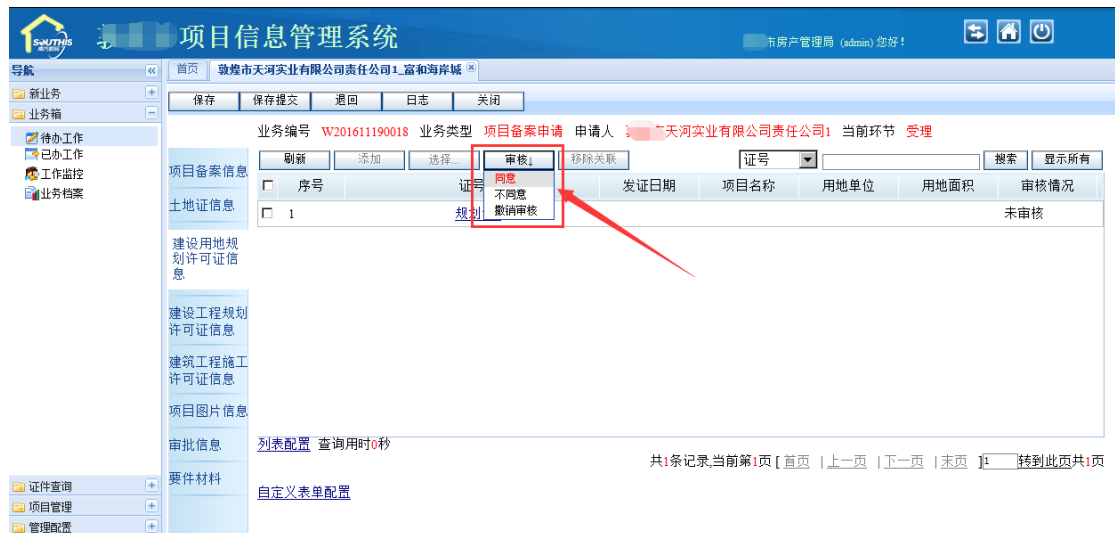 SOUTHIS
项目信息管理系统
市房产管理局 (admin) 您好！
导航
首页 敦煌市天河实业有限公司责任公司1_富和海岸城
新业务
业务箱
待办工作
已办工作
工作监控
业务档案
保存 保存提交 退回 日志 关闭
业务编号 W201611190018 业务类型 项目备案申请 申请人 天河实业有限公司责任公司1 当前环节 受理
刷新 添加 选择... 审核↓ 移除关联 证号 搜索 显示所有
同意
不同意
撤销审核
序号 证号 发证日期 项目名称 用地单位 用地面积 审核情况
1 规划 未审核
项目备案信息
土地证信息
建设用地规
划许可证信
息
建设工程规划
许可证信息
建筑工程施工
许可证信息
项目图片信息
审批信息
要件材料
列表配置 查询用时0秒
共1条记录,当前第1页 [ 首页 | 上一页 | 下一页 | 末页 ] 1 转到此页共1页
自定义表单配置
证件查询
项目管理
管理配置